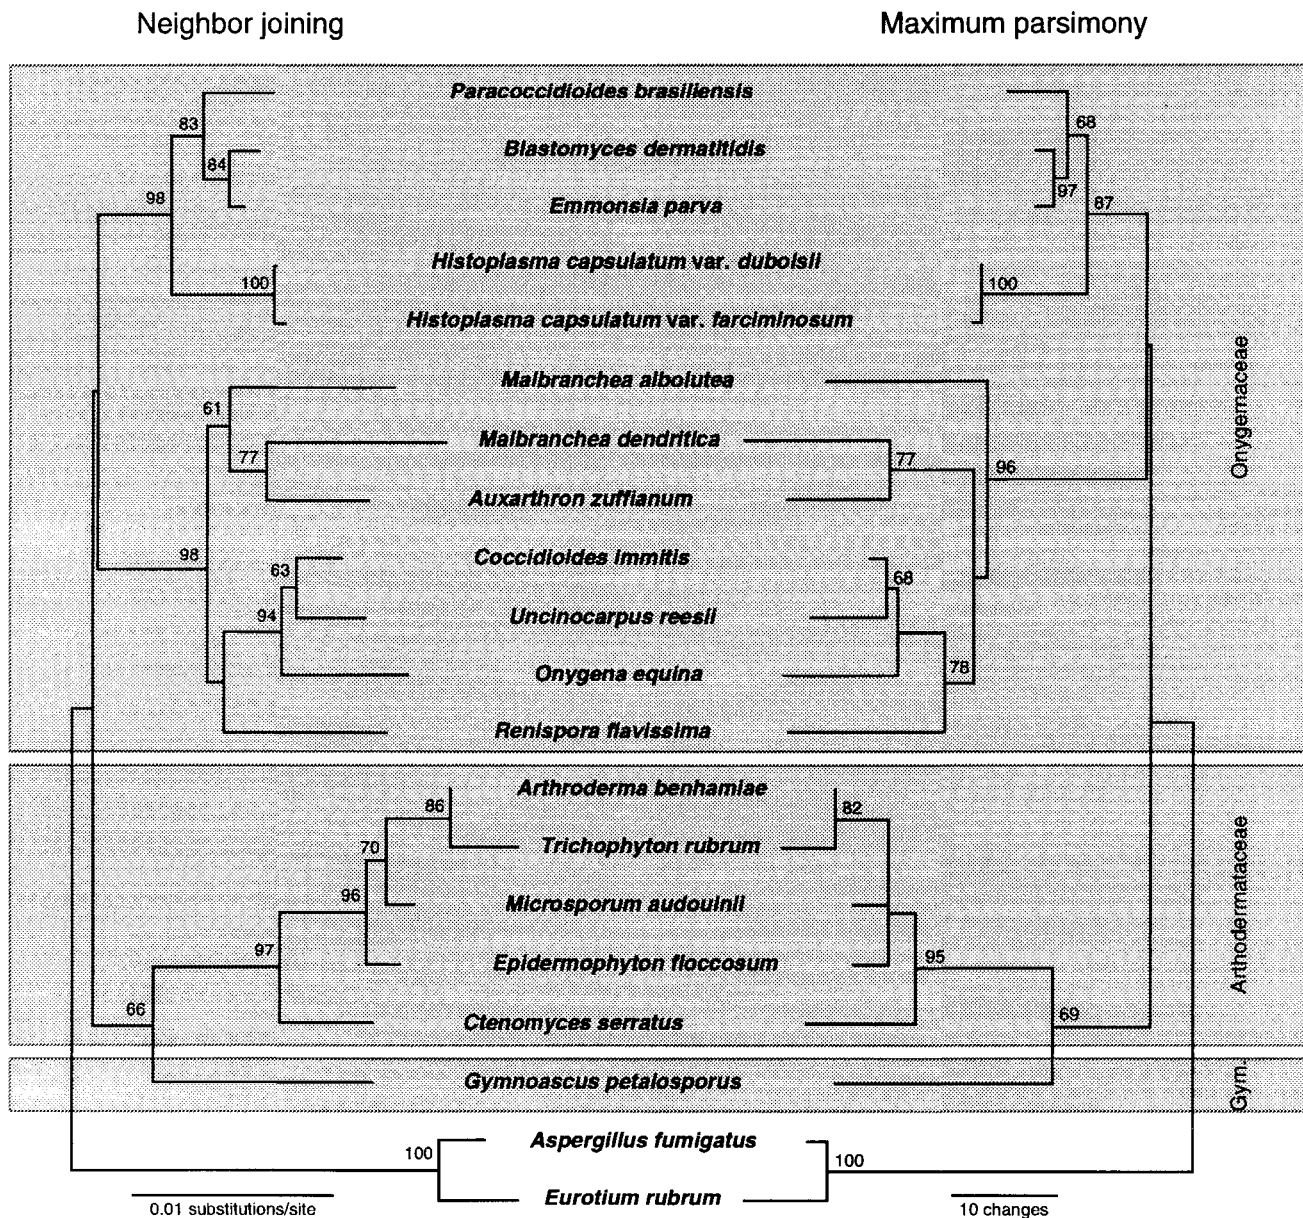 Neighbor joining
Maximum parsimony
Paracoccidioides brasiliensis
83
68
Blastomyces dermatitidis
84
97
Emmonsia parva
98
87
Histoplasma capsulatum var. duboisii
100
100
Histoplasma capsulatum var. farciminosum
Onygernaceae
Malbranchea albolutea
61
Malbranchea dendritica
77
77
96
Auxarthron zuffianum
98
Coccidioides immitis
63
68
Uncinocarpus reesii
94
Onygena equina
78
Renispora flavissima
Arthroderma benhamiae
86
82
Trichophyton rubrum
70
Arthodermataceae
Microsporum audouinii
96
Epidermophyton floccosum
97
95
Ctenomyces serratus
66
69
Gymnoascus petalosporus
Gym.
Aspergillus fumigatus
100
100
Eurotium rubrum
0.01 substitutions/site
10 changes